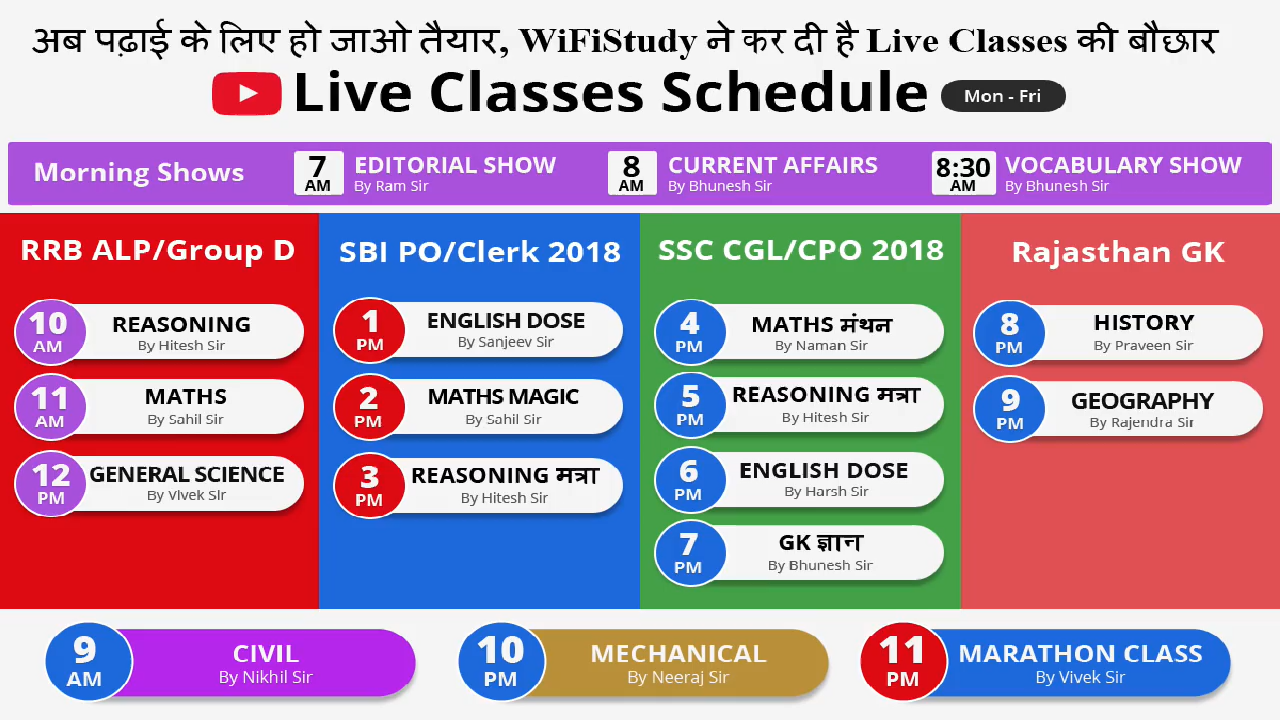 अब पढ़ाई के लिए हो जाओ तैयार, WiFiStudy ने कर दी है Live Classes की बौछार
Live Classes Schedule Mon - Fri
Morning Shows
7 AM
EDITORIAL SHOW
By Ram Sir
8 AM
CURRENT AFFAIRS
By Bhunesh Sir
8:30 AM
VOCABULARY SHOW
By Bhunesh Sir
RRB ALP/Group D
10 AM
REASONING
By Hitesh Sir
11 AM
MATHS
By Sahil Sir
12 PM
GENERAL SCIENCE
By Vivek Sir
SBI PO/Clerk 2018
1 PM
ENGLISH DOSE
By Sanjeev Sir
2 PM
MATHS MAGIC
By Sahil Sir
3 PM
REASONING मत्रा
By Hitesh Sir
SSC CGL/CPO 2018
4 PM
MATHS मंथन
By Naman Sir
5 PM
REASONING मत्रा
By Hitesh Sir
6 PM
ENGLISH DOSE
By Harsh Sir
7 PM
GK ज्ञान
By Bhunesh Sir
Rajasthan GK
8 PM
HISTORY
By Praveen Sir
9 PM
GEOGRAPHY
By Rajendra Sir
9 AM
CIVIL
By Nikhil Sir
10 PM
MECHANICAL
By Neeraj Sir
11 PM
MARATHON CLASS
By Vivek Sir